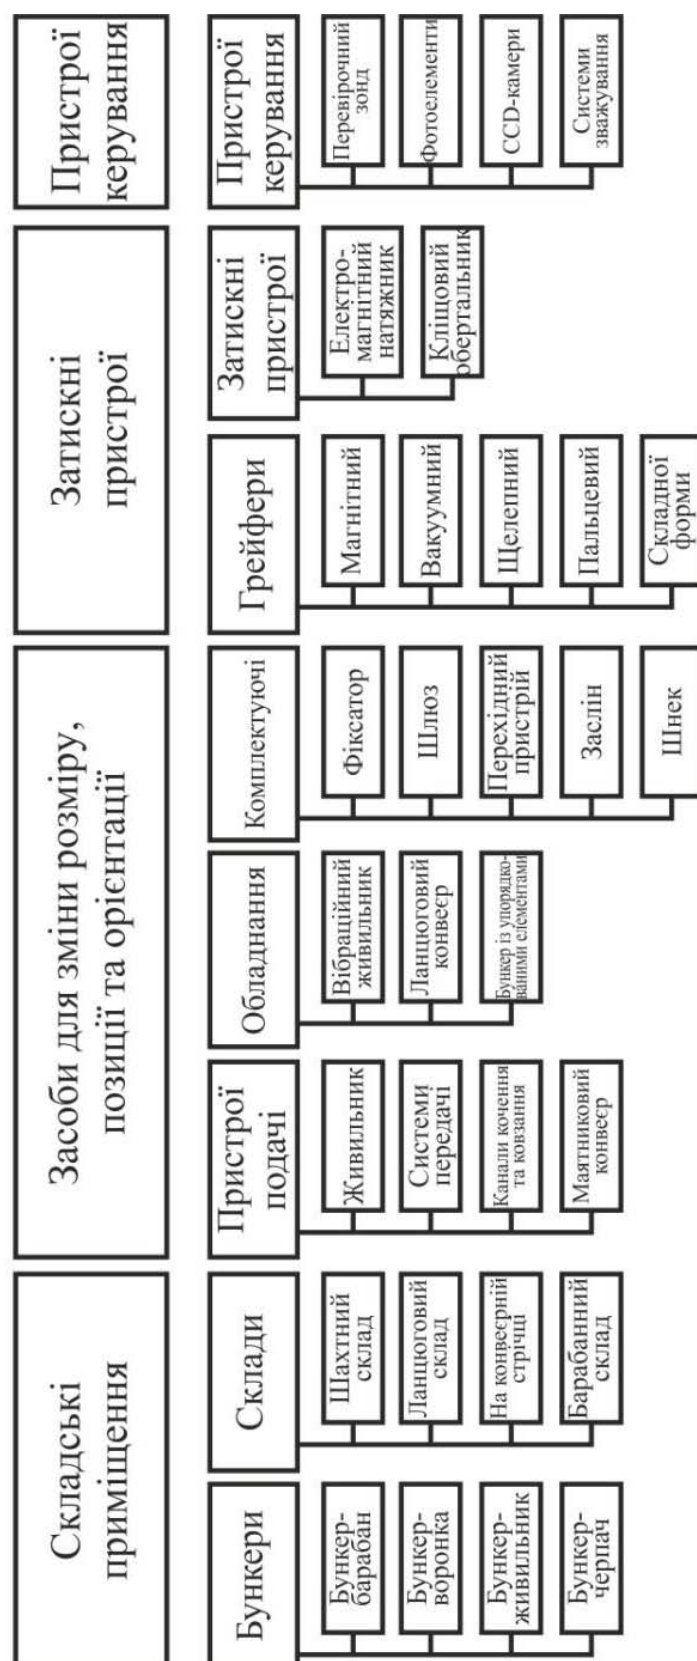 Складські
приміщення
Засоби для зміни розміру,
позиції та орієнтації
Затискні
пристрої
Пристрої
керування
Бункери
Бункер-
барабан
Бункер-
воронка
Бункер-
живильник
Бункер-
черпач
Склади
Шахтний
склад
Ланцюговий
склад
На конвеєрній
стрічці
Барабанний
склад
Пристрої
подачі
Живильник
Системи
передачі
Канали кочення
та ковзання
Маятниковий
конвеєр
Обладнання
Вібраційний
живильник
Ланцюговий
конвеєр
Бункер із упорядко-
ваними елементами
Комплектуючі
Фіксатор
Шлюз
Перехідний
пристрій
Заслін
Шнек
Грейфери
Магнітний
Вакуумний
Щелепний
Пальцевий
Складної
форми
Затискні
пристрої
Електро-
магнітний
натяжник
Кліщовий
обертальник
Пристрої
керування
Перевірочний
зонд
Фотоелементи
CCD-камери
Системи
зважування